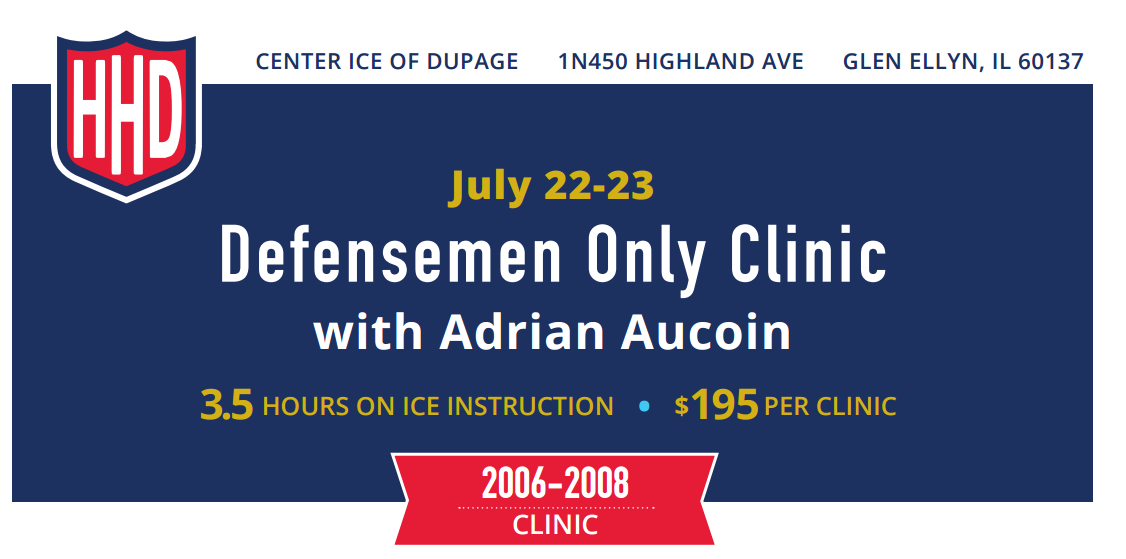 HHD
CENTER ICE OF DUPAGE 1N450 HIGHLAND AVE GLEN ELLYN, IL 60137
July 22-23
Defensemen Only Clinic
with Adrian Aucoin
3.5 HOURS ON ICE INSTRUCTION • $195 PER CLINIC
2006-2008
CLINIC